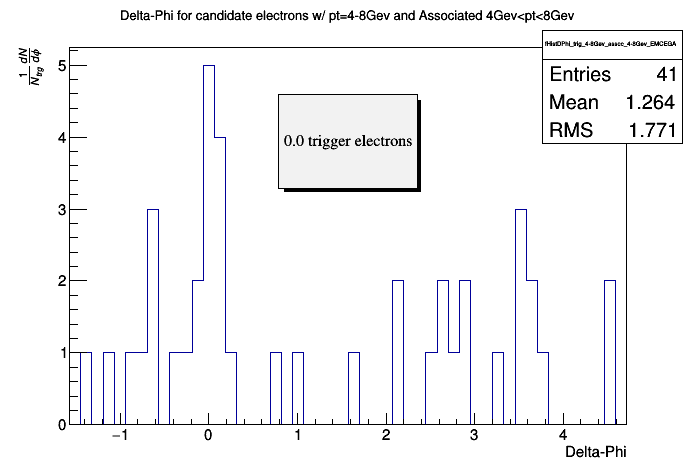 Delta-Phi for candidate electrons w/ pt=4-8Gev and Associated 4Gev<pt<8Gev
fHistDPhi_trig_4-8Gev_assoc_4-8Gev_EMCEGA
Entries 41
Mean 1.264
RMS 1.771
1 dN
N_trg dϕ
0.0 trigger electrons
5
4
3
2
1
0
−1 0 1 2 3 4
Delta-Phi